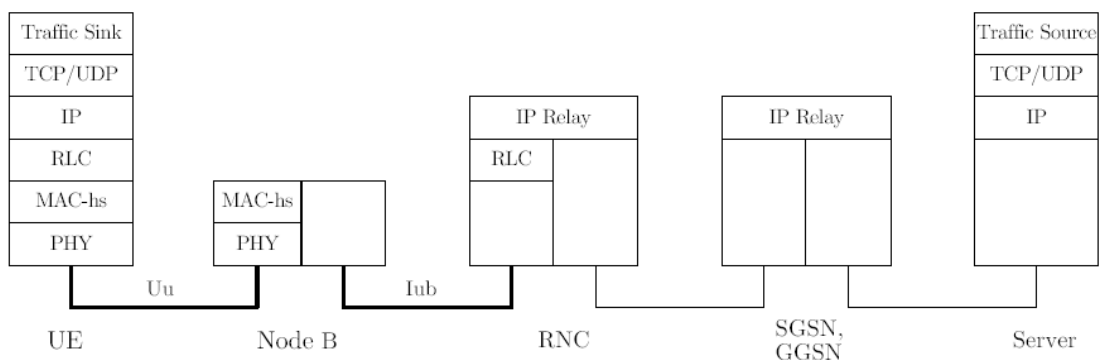 Traffic Sink
TCP/UDP
IP
RLC
MAC-hs
PHY
MAC-hs
PHY
IP Relay
RLC
IP Relay
Traffic Source
TCP/UDP
IP
Uu
Iub
UE
Node B
RNC
SGSN,
GGSN
Server